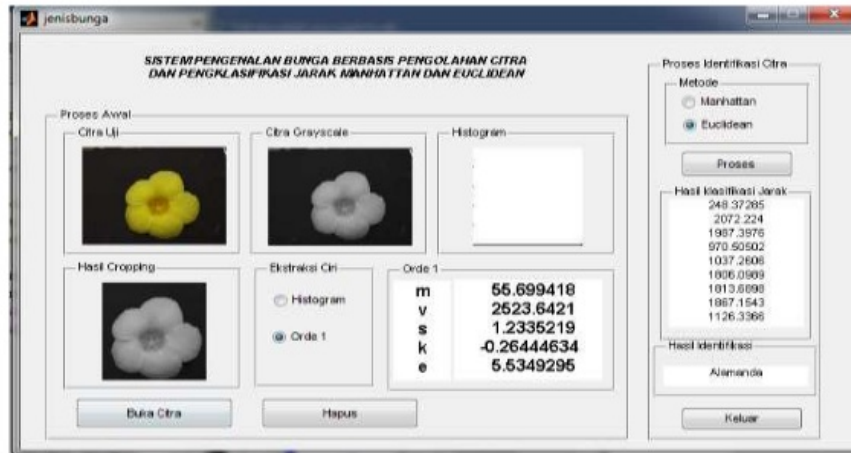 jenisbunga
SISTEM PENGENALAN BUNGA BERBASIS PENGOLAHAN CITRA
DAN PENGKLASIFIKASI JARAK MANHATTAN DAN EUCLIDEAN
Proses Awal
Citra Uji
Citra Grayscale
Histogram
Hasil Cropping
Ekstraksi Ciri
Histogram
Orde 1
Orde 1
m 55.699418
v 2523.6421
s 1.2335219
k -0.26444634
e 5.5349295
Buka Citra
Hapus
Proses Identifikasi Citra
Metode
Manhattan
Euclidean
Proses
Hasil klasifikasi Jarak
248.37285
2072.224
1987.3976
970.50502
1037.2606
1806.0989
1813.6898
1867.1543
1126.3366
Hasil Identifikasi
Alamanda
Keluar